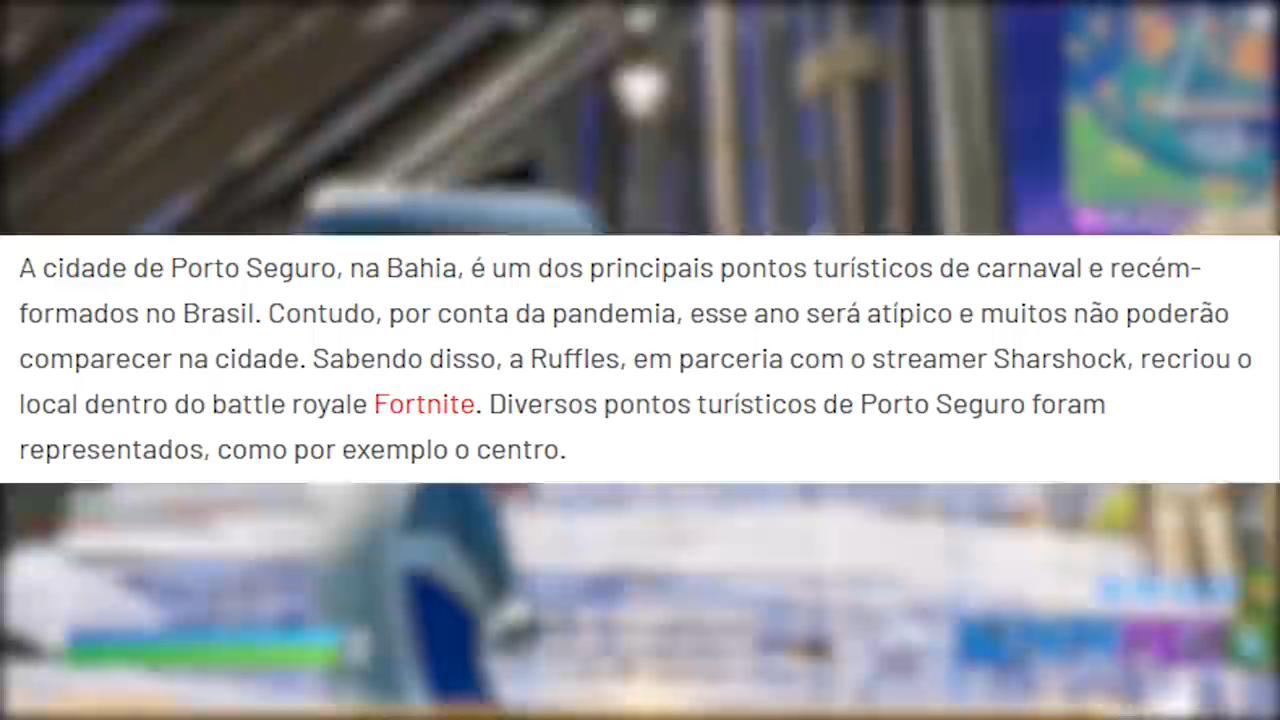 A cidade de Porto Seguro, na Bahia, é um dos principais pontos turísticos de carnaval e recém-
formados no Brasil. Contudo, por conta da pandemia, esse ano será atípico e muitos não poderão
comparecer na cidade. Sabendo disso, a Ruffles, em parceria com o streamer Sharshock, recriou o
local dentro do battle royale Fortnite. Diversos pontos turísticos de Porto Seguro foram
representados, como por exemplo o centro.